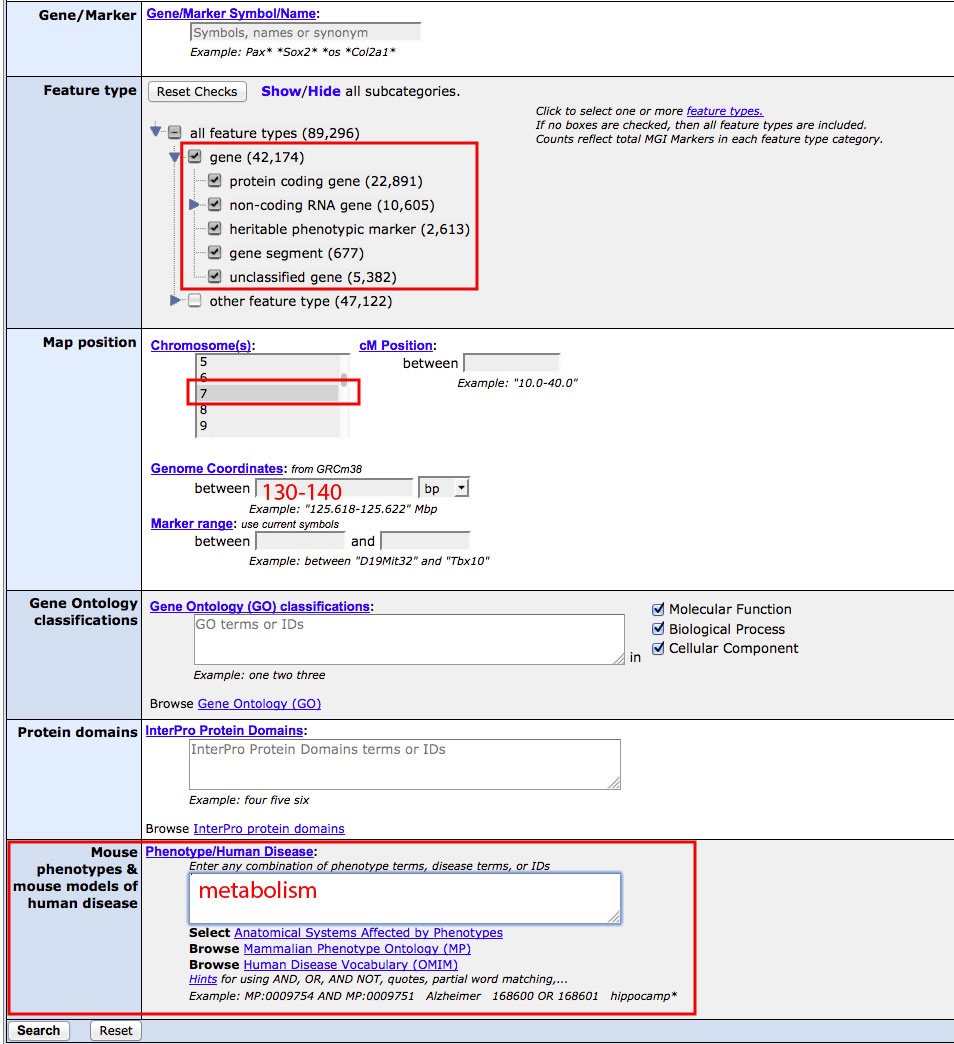 Gene/Marker
Gene/Marker Symbol/Name:
Symbols, names or synonym
Example: Pax* *Sox2* *os *Col2a1*
Feature type
Reset Checks Show/Hide all subcategories.
Click to select one or more feature types.
If no boxes are checked, then all feature types are included.
Counts reflect total MGI Markers in each feature type category.
all feature types (89,296)
gene (42,174)
protein coding gene (22,891)
non-coding RNA gene (10,605)
heritable phenotypic marker (2,613)
gene segment (677)
unclassified gene (5,382)
other feature type (47,122)
Map position
Chromosome(s): cM Position:
5
6
7
8
9
between
Example: "10.0-40.0"
Genome Coordinates: from GRCm38
between 130-140 bp
Example: "125.618-125.622" Mbp
Marker range: use current symbols
between and
Example: between "D19Mit32" and "Tbx10"
Gene Ontology
classifications
Gene Ontology (GO) classifications:
GO terms or IDs
in
Molecular Function
Biological Process
Cellular Component
Example: one two three
Browse Gene Ontology (GO)
Protein domains
InterPro Protein Domains:
InterPro Protein Domains terms or IDs
Example: four five six
Browse InterPro protein domains
Mouse
phenotypes &
mouse models of
human disease
Phenotype/Human Disease:
Enter any combination of phenotype terms, disease terms, or IDs
metabolism
Select Anatomical Systems Affected by Phenotypes
Browse Mammalian Phenotype Ontology (MP)
Browse Human Disease Vocabulary (OMIM)
Hints for using AND, OR, AND NOT, quotes, partial word matching,...
Example: MP:0009754 AND MP:0009751 Alzheimer 168600 OR 168601 hippocamp*
Search Reset